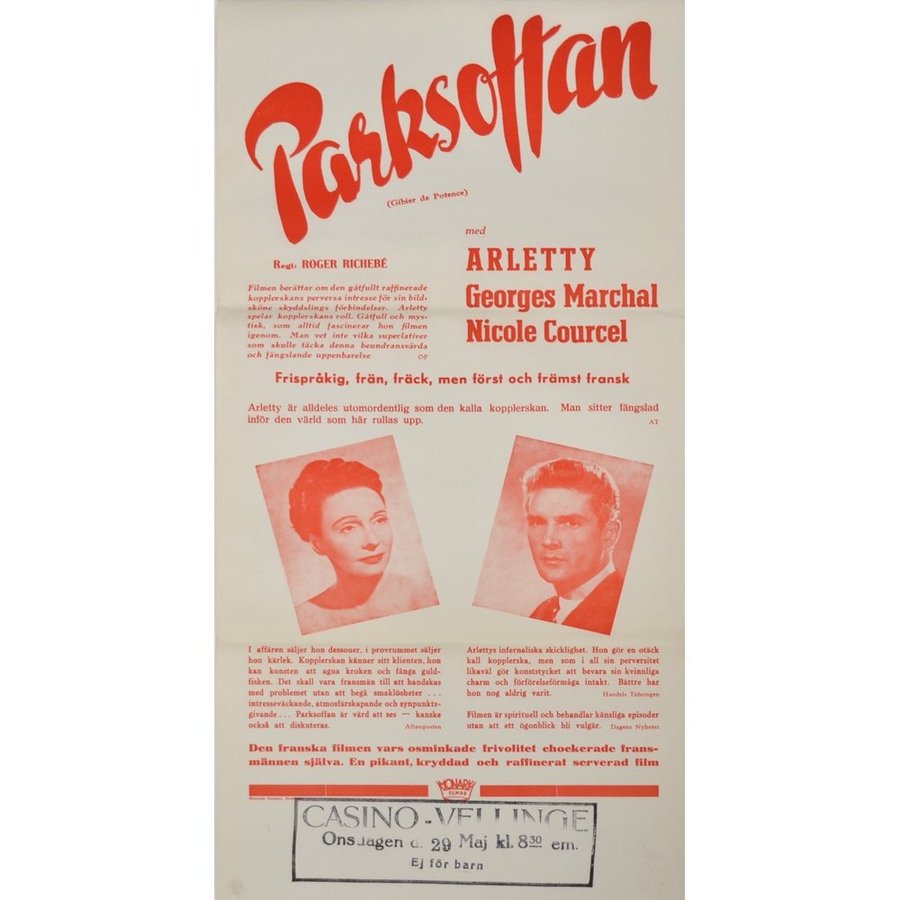 Parksoffan
(Gibier de Potence)
Regi: ROGER RICHEBÉ
Filmen berättar om den gåtfullt raffinerade
kopplerskans perversa intresse för sin bild-
sköne skyddslings förbindelser. Arletty
spelar kopplerskans roll. Gåtfull och mys-
tisk, som alltid fascinerar hon filmen
igenom. Man vet inte vilka superlativer
som skulle täcka denna beundransvärda
och fängslande uppenbarelse OP
med
ARLETTY
Georges Marchal
Nicole Courcel
Frispråkig, frän, fräck, men först och främst fransk
Arletty är alldeles utomordentlig som den kalla kopplerskan. Man sitter fängslad
inför den värld som här rullas upp. AT
I affären säljer hon dessouer, i provrummet säljer
hon kärlek. Kopplerskan känner sitt klienten, hon
kan konsten att agna kroken och fånga guld-
fisken. Det skall vara fransmän till att handskas
med problemet utan att begå smaklösheter ...
intresseväckande, atmosfärskapande och synpunkts-
givande ... Parksoffan är värd att ses — kanske
också att diskuteras. Aftenposten
Arlettys infernaliska skicklighet. Hon gör en otäck
kall kopplerska, men som i all sin perversitet
likaväl gör konststycket att bevara sin kvinnliga
charm och förförelseförmåga intakt. Bättre har
hon nog aldrig varit. Handels Tidningen
Filmen är spirituell och behandlar känsliga episoder
utan att ett ögonblick bli vulgär. Dagens Nyheter
Den franska filmen vars osminkade frivolitet chockerade frans-
männen själva. En pikant, kryddad och raffinerat serverad film
MONARK
FILMAB
CASINO-VELLINGE
Onsdagen d. 29 Maj kl. 8³⁰ em.
Ej för barn